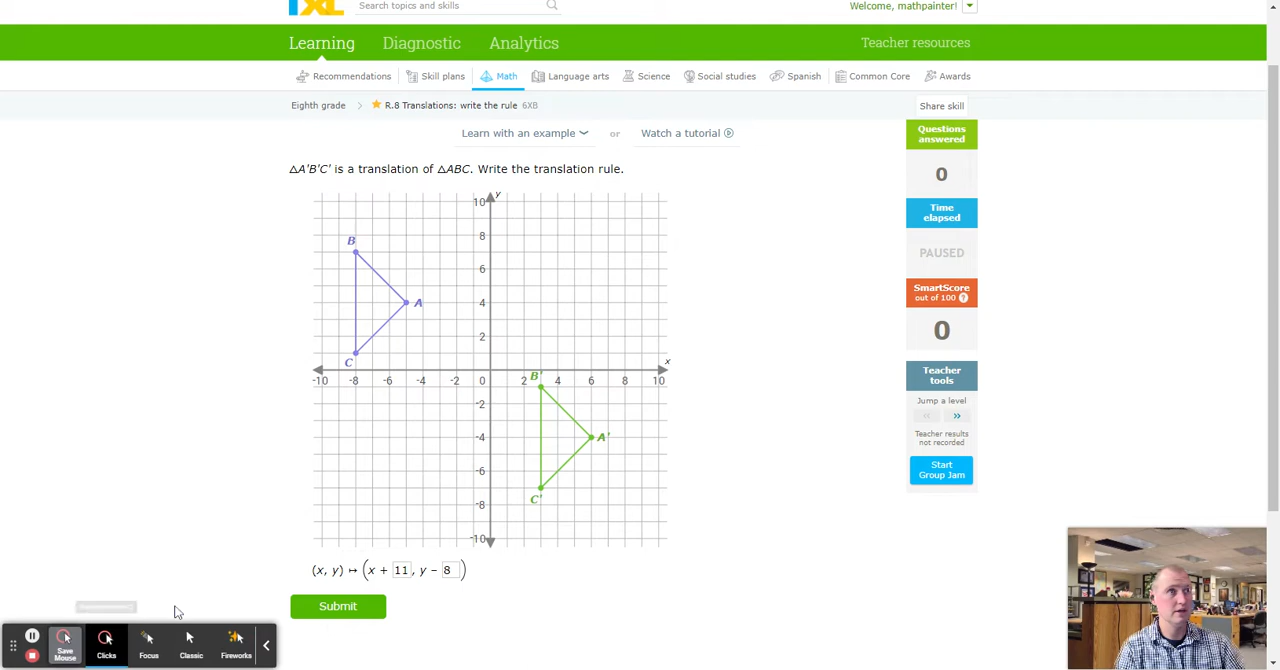 IXL Search topics and skills Welcome, mathpainter!
Learning Diagnostic Analytics Teacher resources
Recommendations Skill plans Math Language arts Science Social studies Spanish Common Core Awards
Eighth grade > R.8 Translations: write the rule 6XB Share skill
Learn with an example or Watch a tutorial
Questions answered
0
Time elapsed
PAUSED
SmartScore
out of 100 ?
0
Teacher tools
Jump a level
<< >>
Teacher results
not recorded
Start
Group Jam
△A'B'C' is a translation of △ABC. Write the translation rule.
y
10
8
6
4
2
x
-10 -8 -6 -4 -2 0 2 4 6 8 10
-2
-4
-6
-8
-10
B
A
C
B'
A'
C'
(x, y) ↦ (x + 11, y – 8)
Submit
Save Mouse Clicks Focus Classic Fireworks